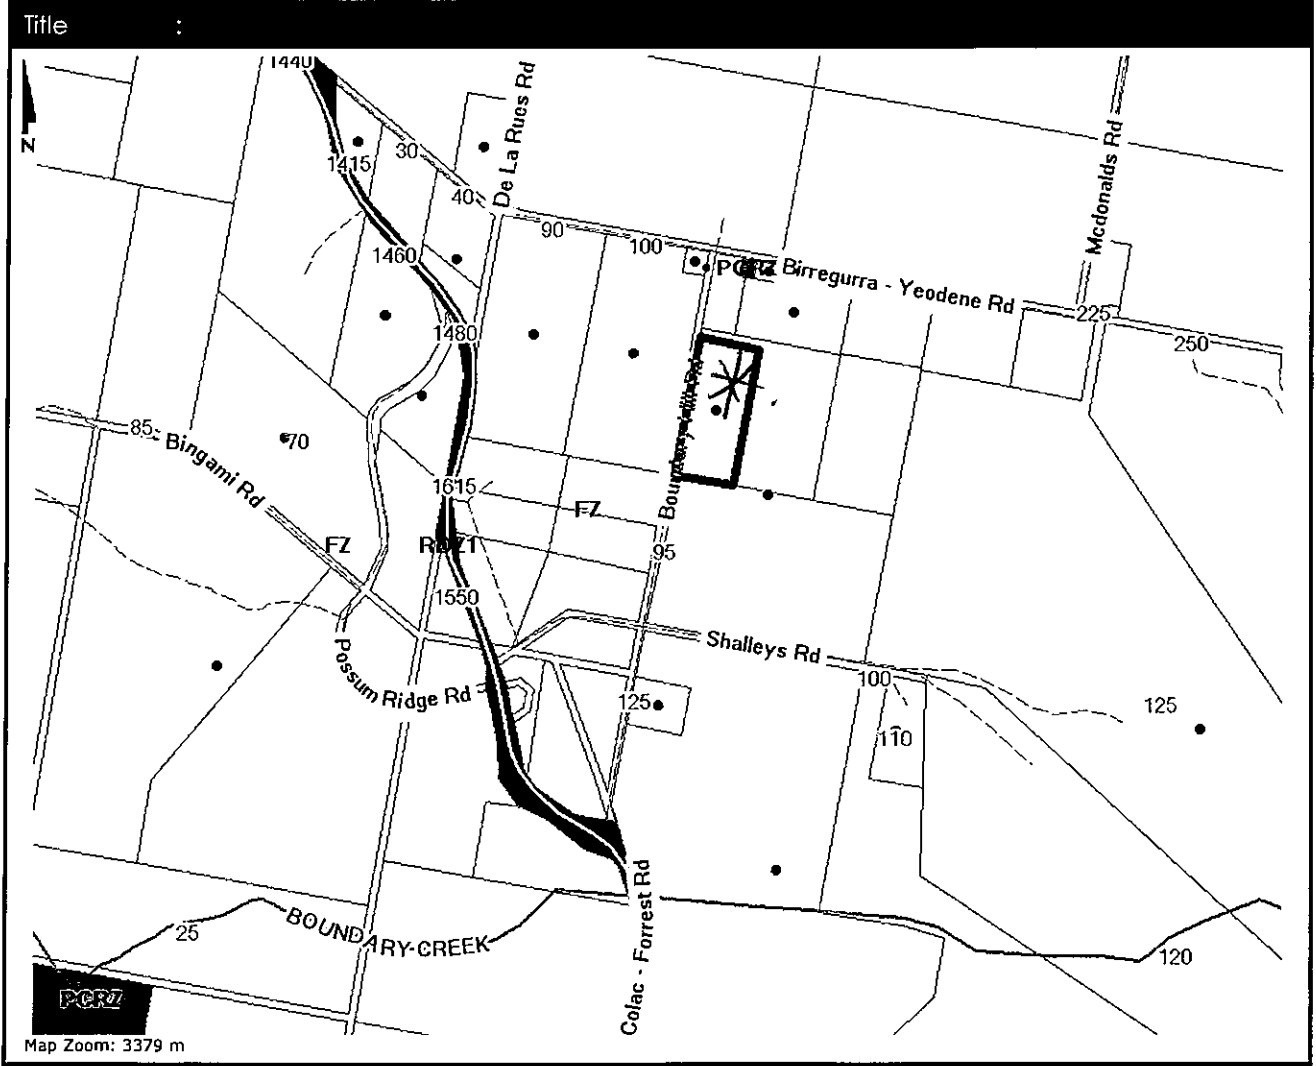 Title :
1440
De La Rues Rd
N
30
1415
Mcdonalds Rd
40
90
100
1460
PCRZ
Birregurra - Yeodene Rd
225
1480
250
85
Bingami Rd
70
1615
FZ
FZ
RDZ1
95
1550
Shalleys Rd
Possum Ridge Rd
100
125
125
110
Colac - Forrest Rd
BOUNDARY CREEK
25
120
PCRZ
Map Zoom: 3379 m